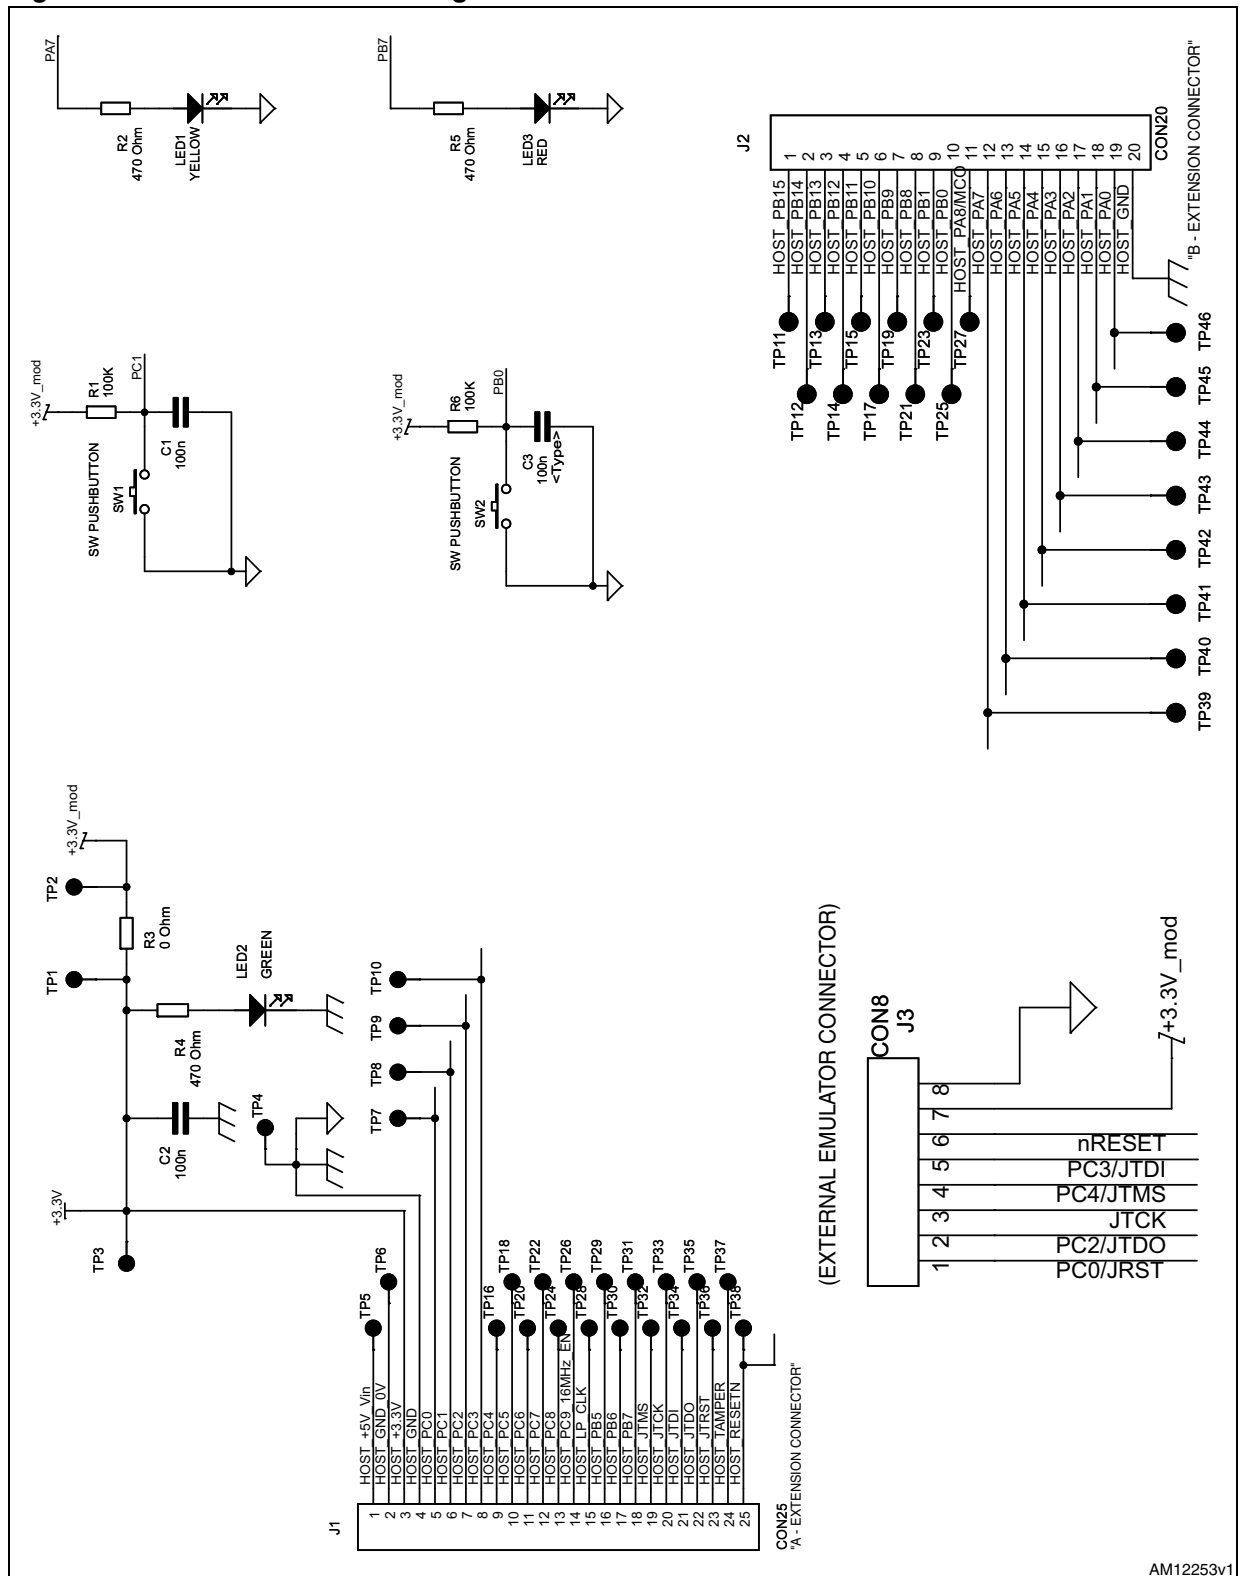 PA7
R2
470 Ohm
LED1
YELLOW
PB7
R5
470 Ohm
LED3
RED
J2
1
2
3
4
5
6
7
8
9
10
11
12
13
14
15
16
17
18
19
20
CON20
"B - EXTENSION CONNECTOR"
HOST_PB15
HOST_PB14
HOST_PB13
HOST_PB12
HOST_PB11
HOST_PB10
HOST_PB9
HOST_PB8
HOST_PB1
HOST_PB0
HOST_PA8/MCO
HOST_PA7
HOST_PA6
HOST_PA5
HOST_PA4
HOST_PA3
HOST_PA2
HOST_PA1
HOST_PA0
HOST_GND
TP11
TP13
TP15
TP19
TP23
TP27
TP12
TP14
TP17
TP21
TP25
TP46
TP45
TP44
TP43
TP42
TP41
TP40
TP39
+3.3V_mod
R1
100K
PC1
C1
100n
SW1
SW PUSHBUTTON
+3.3V_mod
R6
100K
PB0
C3
100n
<Type>
SW2
SW PUSHBUTTON
+3.3V_mod
TP2
R3
0 Ohm
TP1
LED2
GREEN
R4
470 Ohm
C2
100n
TP4
+3.3V
TP3
TP10
TP9
TP8
TP7
TP5
TP6
TP16
TP18
TP20
TP22
TP24
TP26
TP28
TP29
TP30
TP31
TP32
TP33
TP34
TP35
TP36
TP37
TP38
HOST_+5V_Vin
HOST_GND_0V
HOST_+3.3V
HOST_GND
HOST_PC0
HOST_PC1
HOST_PC2
HOST_PC3
HOST_PC4
HOST_PC5
HOST_PC6
HOST_PC7
HOST_PC8
HOST_PC9_16MHz_EN
HOST_LP_CLK
HOST_PB5
HOST_PB6
HOST_PB7
HOST_JTMS
HOST_JTCK
HOST_JTDI
HOST_JTDO
HOST_JTRST
HOST_TAMPER
HOST_RESETN
J1
1
2
3
4
5
6
7
8
9
10
11
12
13
14
15
16
17
18
19
20
21
22
23
24
25
CON25
"A - EXTENSION CONNECTOR"
(EXTERNAL EMULATOR CONNECTOR)
CON8
J3
8
7
6
5
4
3
2
1
+3.3V_mod
nRESET
PC3/JTDI
PC4/JTMS
JTCK
PC2/JTDO
PC0/JRST
AM12253v1